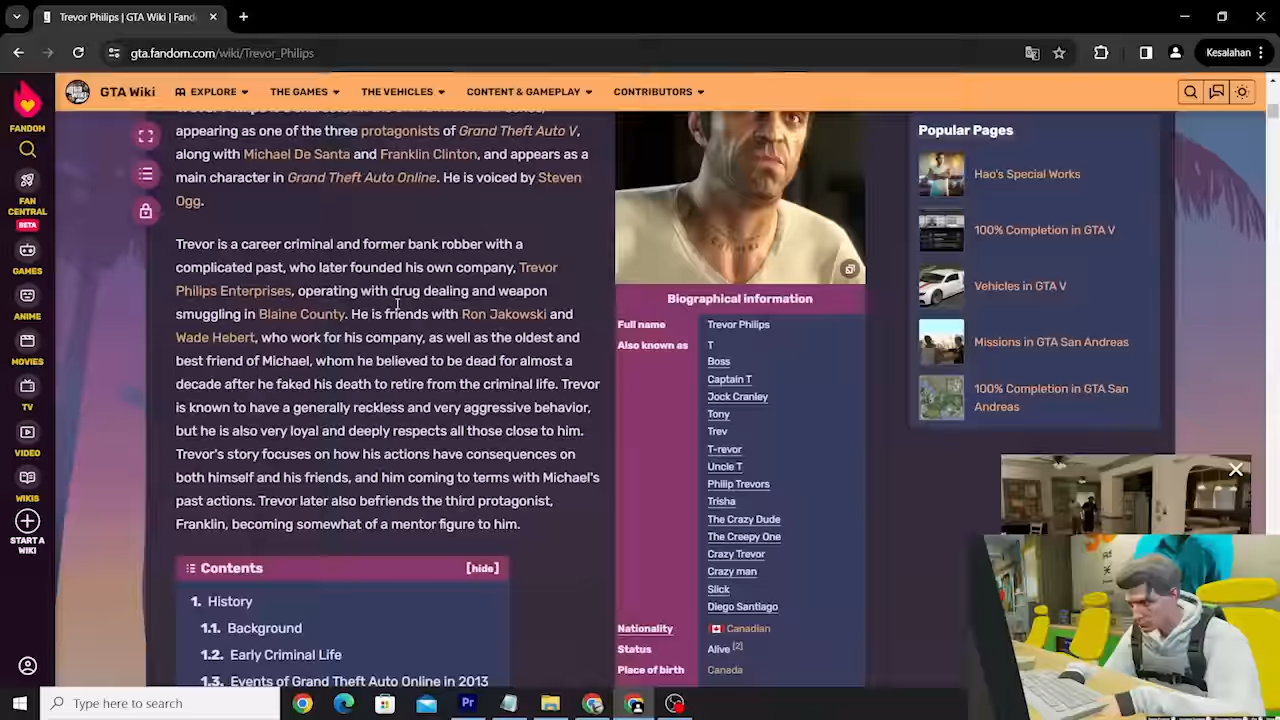 Trevor Philips | GTA Wiki | Fand
gta.fandom.com/wiki/Trevor_Philips
Kesalahan
GTA Wiki
EXPLORE
THE GAMES
THE VEHICLES
CONTENT & GAMEPLAY
CONTRIBUTORS
FANDOM
FAN
CENTRAL
BETA
GAMES
ANIME
MOVIES
TV
VIDEO
WIKIS
START A
WIKI
appearing as one of the three protagonists of Grand Theft Auto V,
along with Michael De Santa and Franklin Clinton, and appears as a
main character in Grand Theft Auto Online. He is voiced by Steven
Ogg.
Trevor is a career criminal and former bank robber with a
complicated past, who later founded his own company, Trevor
Philips Enterprises, operating with drug dealing and weapon
smuggling in Blaine County. He is friends with Ron Jakowski and
Wade Hebert, who work for his company, as well as the oldest and
best friend of Michael, whom he believed to be dead for almost a
decade after he faked his death to retire from the criminal life. Trevor
is known to have a generally reckless and very aggressive behavior,
but he is also very loyal and deeply respects all those close to him.
Trevor's story focuses on how his actions have consequences on
both himself and his friends, and him coming to terms with Michael's
past actions. Trevor later also befriends the third protagonist,
Franklin, becoming somewhat of a mentor figure to him.
Contents [hide]
1. History
1.1. Background
1.2. Early Criminal Life
1.3. Events of Grand Theft Auto Online in 2013
Biographical information
Full name Trevor Philips
Also known as T
Boss
Captain T
Jock Cranley
Tony
Trev
T-revor
Uncle T
Philip Trevors
Trisha
The Crazy Dude
The Creepy One
Crazy Trevor
Crazy man
Slick
Diego Santiago
Nationality Canadian
Status Alive [2]
Place of birth Canada
Popular Pages
Hao's Special Works
100% Completion in GTA V
Vehicles in GTA V
Missions in GTA San Andreas
100% Completion in GTA San
Andreas
Type here to search
Pr